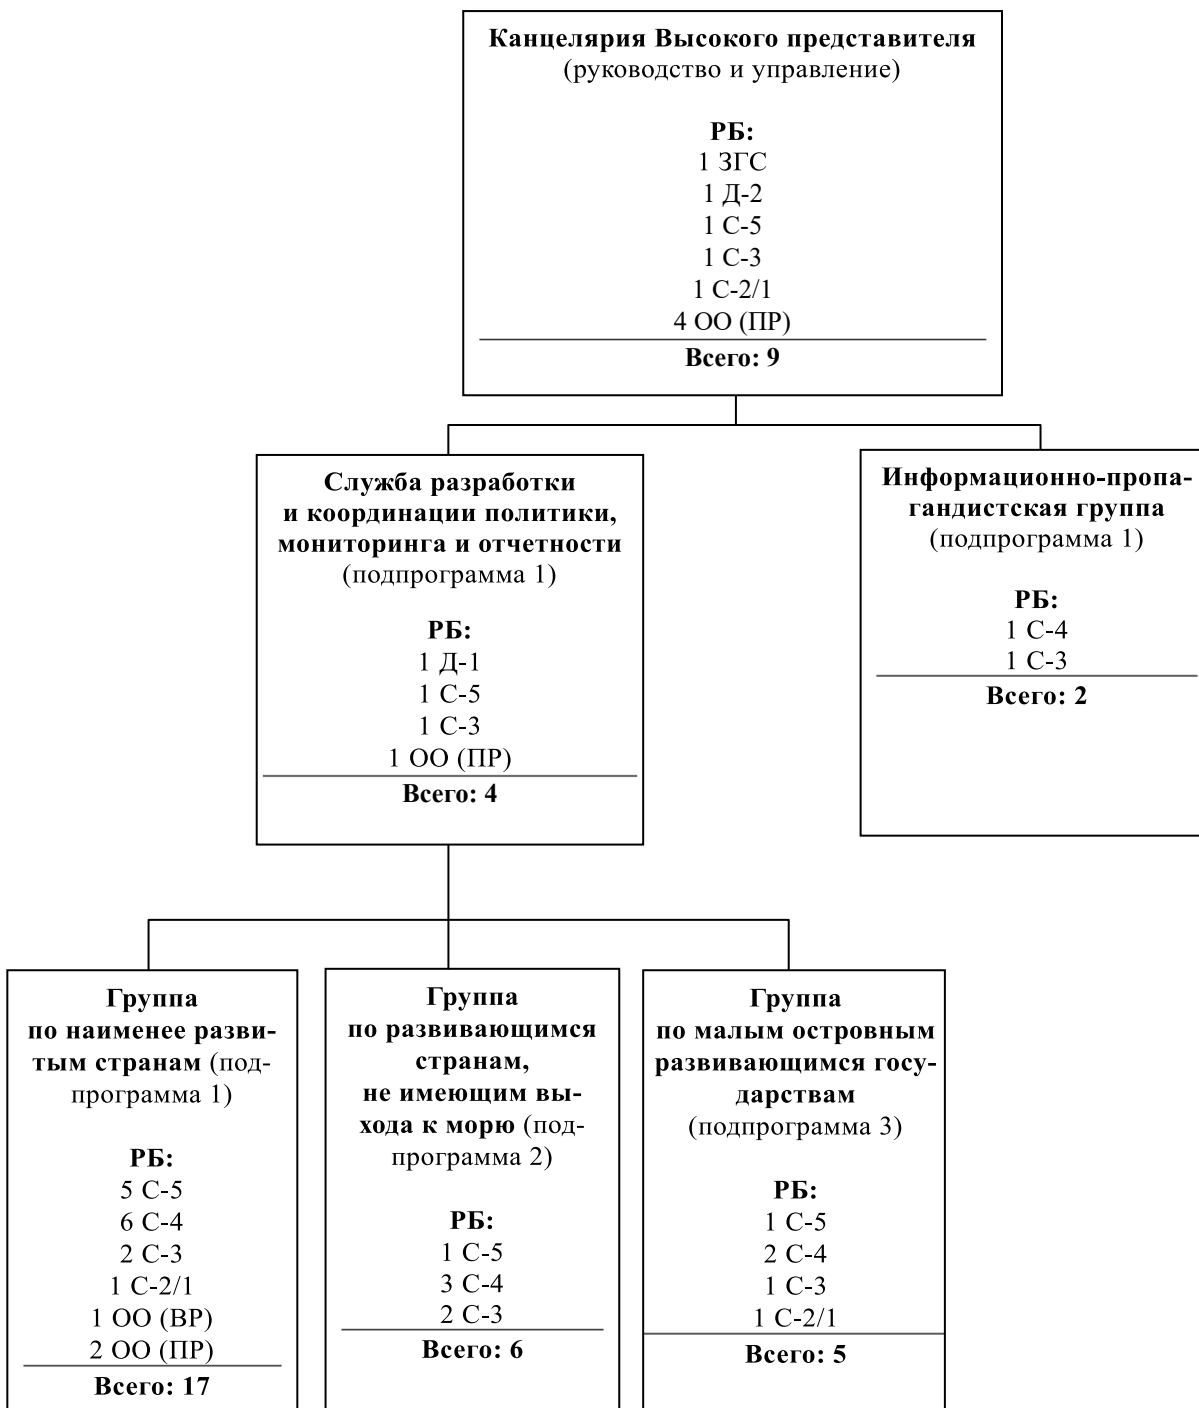 Канцелярия Высокого представителя
(руководство и управление)
РБ:
1 ЗГС
1 Д-2
1 С-5
1 С-3
1 С-2/1
4 ОО (ПР)
Всего: 9
Служба разработки
и координации политики,
мониторинга и отчетности
(подпрограмма 1)
РБ:
1 Д-1
1 С-5
1 С-3
1 ОО (ПР)
Всего: 4
Информационно-пропа-
гандистская группа
(подпрограмма 1)
РБ:
1 С-4
1 С-3
Всего: 2
Группа
по наименее разви-
тым странам (под-
программа 1)
РБ:
5 С-5
6 С-4
2 С-3
1 С-2/1
1 ОО (ВР)
2 ОО (ПР)
Всего: 17
Группа
по развивающимся
странам,
не имеющим вы-
хода к морю (под-
программа 2)
РБ:
1 С-5
3 С-4
2 С-3
Всего: 6
Группа
по малым островным
развивающимся госу-
дарствам
(подпрограмма 3)
РБ:
1 С-5
2 С-4
1 С-3
1 С-2/1
Всего: 5